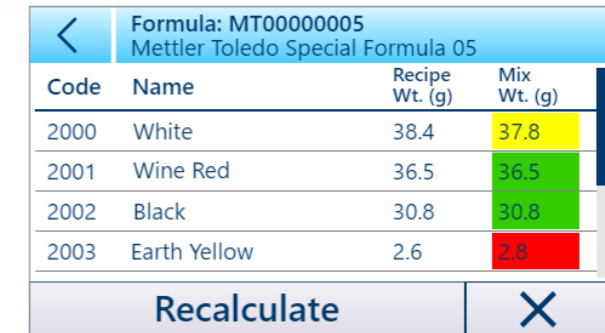 Formula: MT00000005
Mettler Toledo Special Formula 05
Code Name Recipe Wt. (g) Mix Wt. (g)
2000 White 38.4 37.8
2001 Wine Red 36.5 36.5
2002 Black 30.8 30.8
2003 Earth Yellow 2.6 2.8
Recalculate